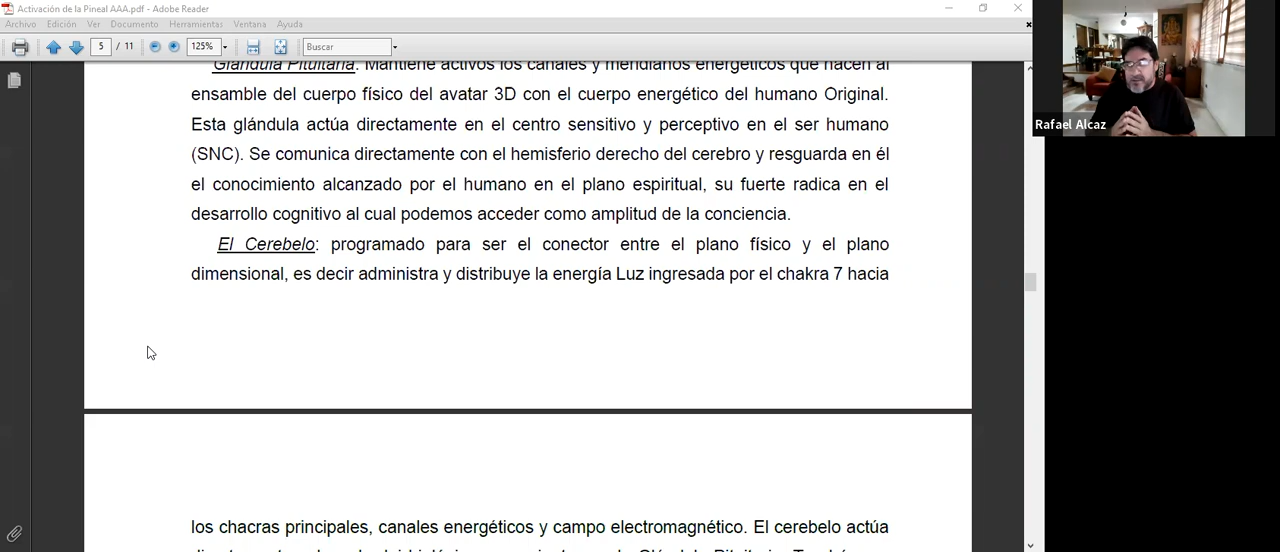 Activación de la Pineal AAA.pdf - Adobe Reader
Archivo Edición Ver Documento Herramientas Ventana Ayuda
5 / 11 125% Buscar
Glándula Pituitaria: Mantiene activos los canales y meridianos energéticos que hacen al
ensamble del cuerpo físico del avatar 3D con el cuerpo energético del humano Original.
Esta glándula actúa directamente en el centro sensitivo y perceptivo en el ser humano
(SNC). Se comunica directamente con el hemisferio derecho del cerebro y resguarda en él
el conocimiento alcanzado por el humano en el plano espiritual, su fuerte radica en el
desarrollo cognitivo al cual podemos acceder como amplitud de la conciencia.
El Cerebelo: programado para ser el conector entre el plano físico y el plano
dimensional, es decir administra y distribuye la energía Luz ingresada por el chakra 7 hacia
los chacras principales, canales energéticos y campo electromagnético. El cerebelo actúa
Rafael Alcaz